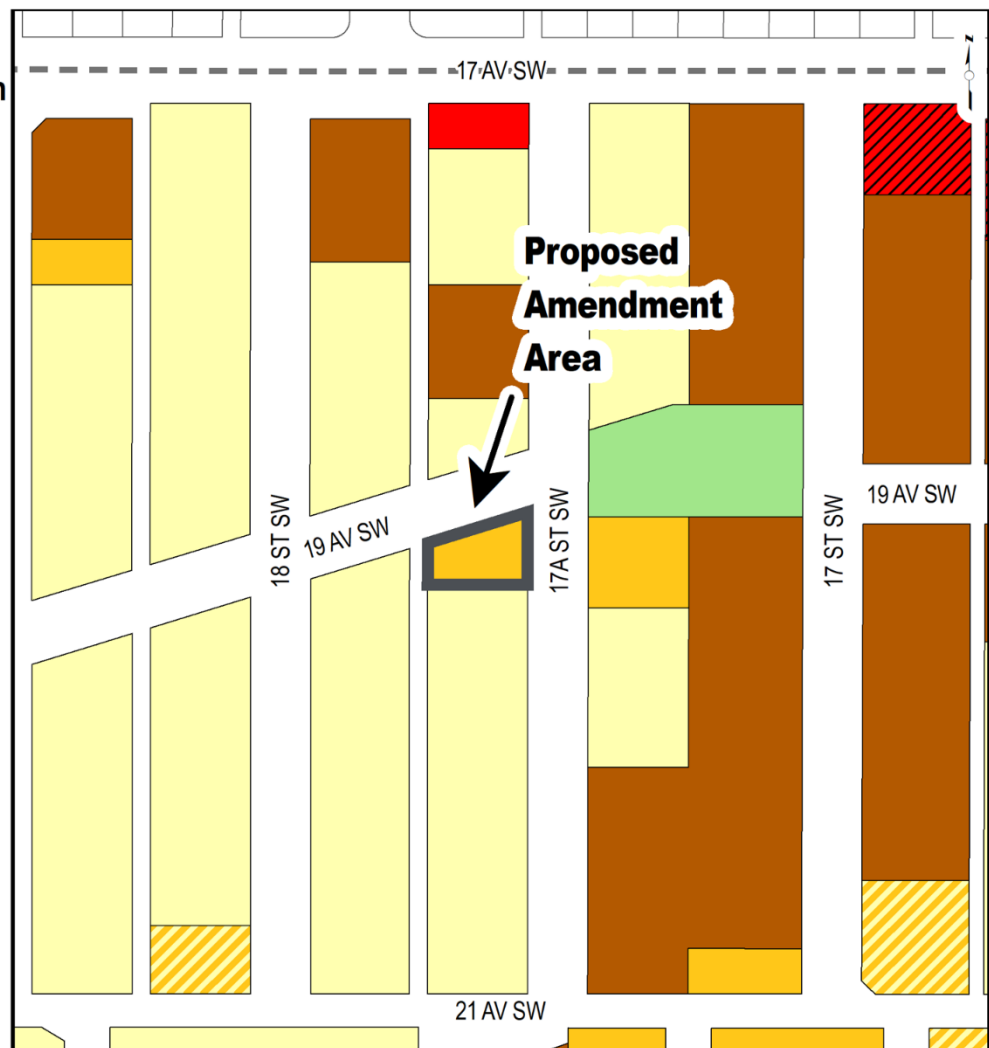 n
17 AV SW
z
Proposed
Amendment
Area
18 ST SW
19 AV SW
17A ST SW
17 ST SW
19 AV SW
21 AV SW